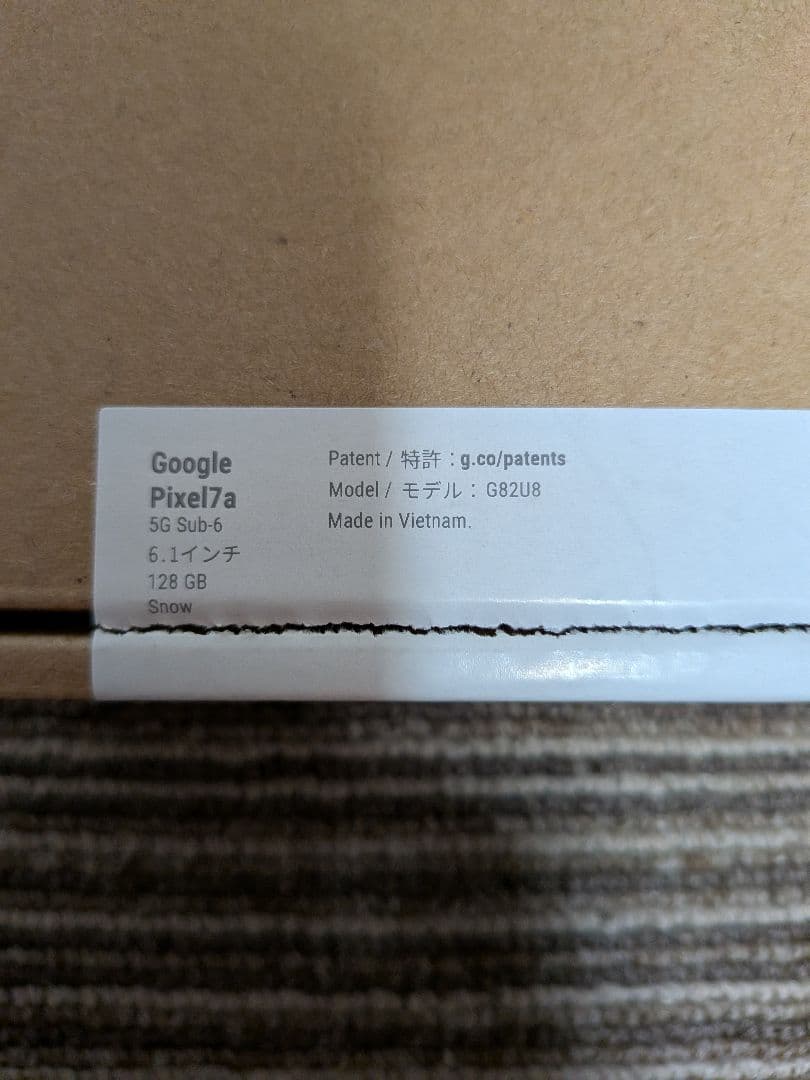 Google
Pixel7a
5G Sub-6
6.1インチ
128 GB
Snow
Patent / 特許：g.co/patents
Model / モデル：G82U8
Made in Vietnam.